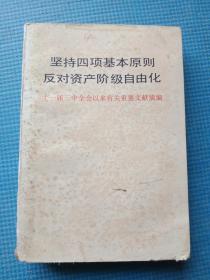 坚持四项基本原则
反对资产阶级自由化
十一届三中全会以来有关重要文献摘编